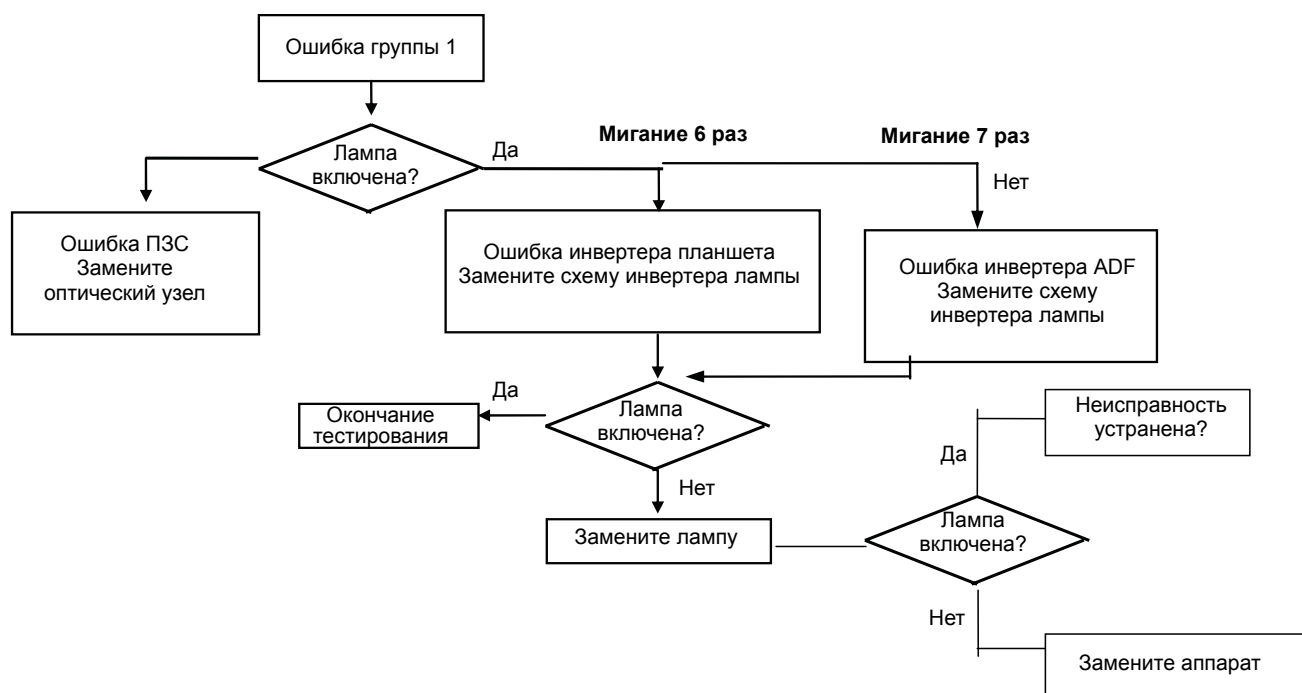 Ошибка группы 1
Мигание 6 раз
Мигание 7 раз
Лампа
включена?
Да
Нет
Ошибка ПЗС
Замените
оптический узел
Ошибка инвертера планшета
Замените схему инвертера лампы
Ошибка инвертера ADF
Замените схему
инвертера лампы
Да
Окончание
тестирования
Лампа
включена?
Неисправность
устранена?
Да
Нет
Замените лампу
Лампа
включена?
Нет
Замените аппарат